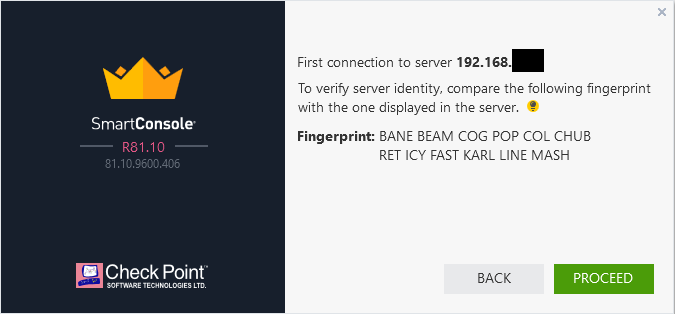 SmartConsole®
R81.10
81.10.9600.406
Check Point™
SOFTWARE TECHNOLOGIES LTD.
First connection to server 192.168.
To verify server identity, compare the following fingerprint
with the one displayed in the server.
Fingerprint: BANE BEAM COG POP COL CHUB
RET ICY FAST KARL LINE MASH
BACK
PROCEED